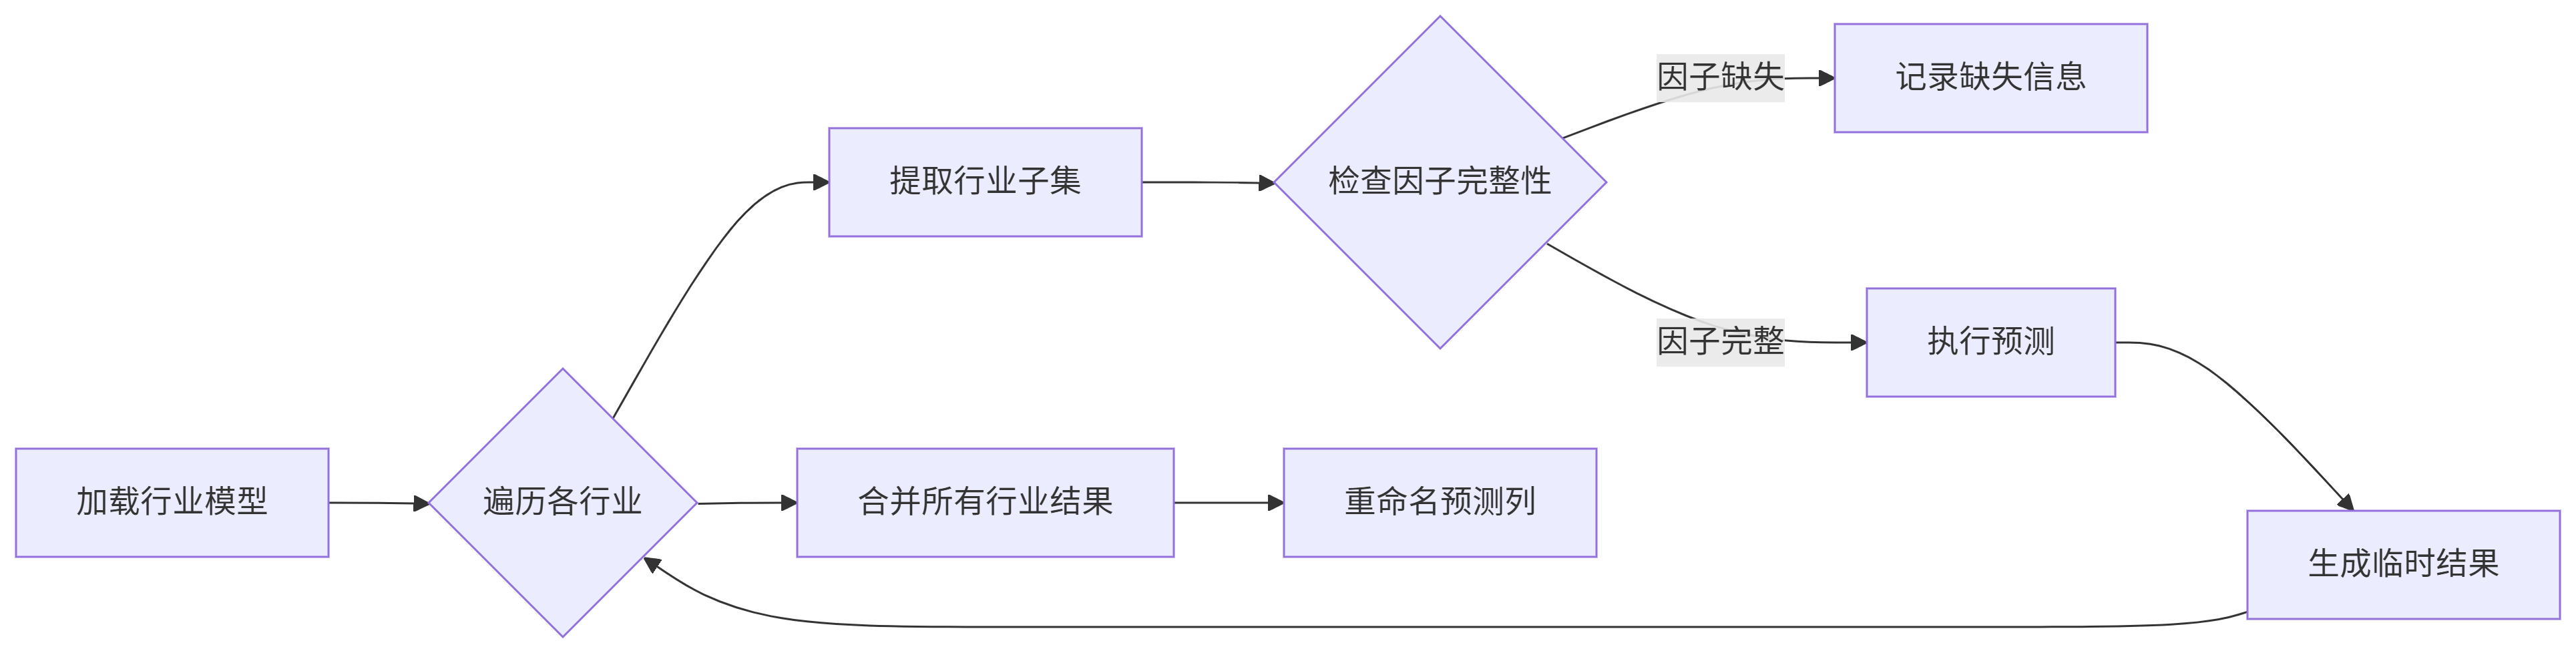 加载行业模型
遍历各行业
提取行业子集
检查因子完整性
因子缺失
记录缺失信息
因子完整
执行预测
生成临时结果
合并所有行业结果
重命名预测列